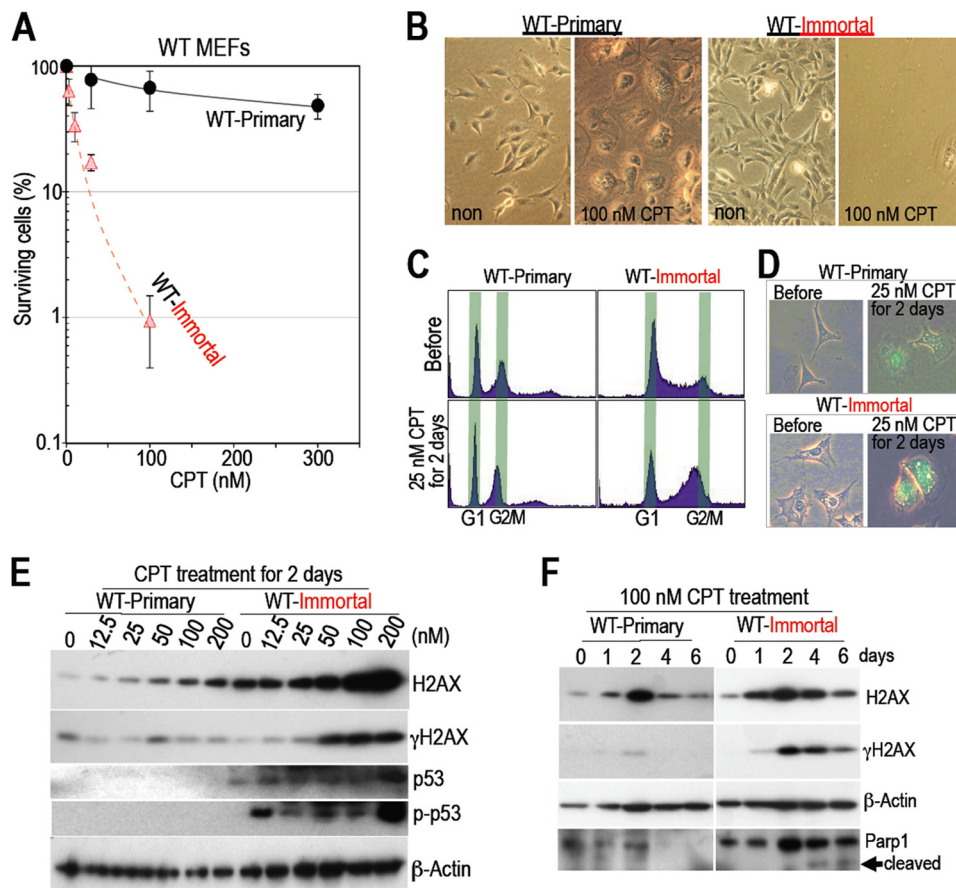 A
WT MEFs
Surviving cells (%)
100
10
1
0.1
0
100
200
300
CPT (nM)
WT-Primary
WT-Immortal
B
WT-Primary
WT-Immortal
non
100 nM CPT
non
100 nM CPT
C
WT-Primary
WT-Immortal
Before
25 nM CPT
for 2 days
G1
G2/M
G1
G2/M
D
WT-Primary
Before
25 nM CPT
for 2 days
WT-Immortal
Before
25 nM CPT
for 2 days
E
CPT treatment for 2 days
WT-Primary
WT-Immortal
0 12.5 25 50 100 200 0 12.5 25 50 100 200 (nM)
H2AX
γH2AX
p53
p-p53
β-Actin
F
100 nM CPT treatment
WT-Primary
WT-Immortal
0 1 2 4 6 0 1 2 4 6 days
H2AX
γH2AX
β-Actin
Parp1
cleaved